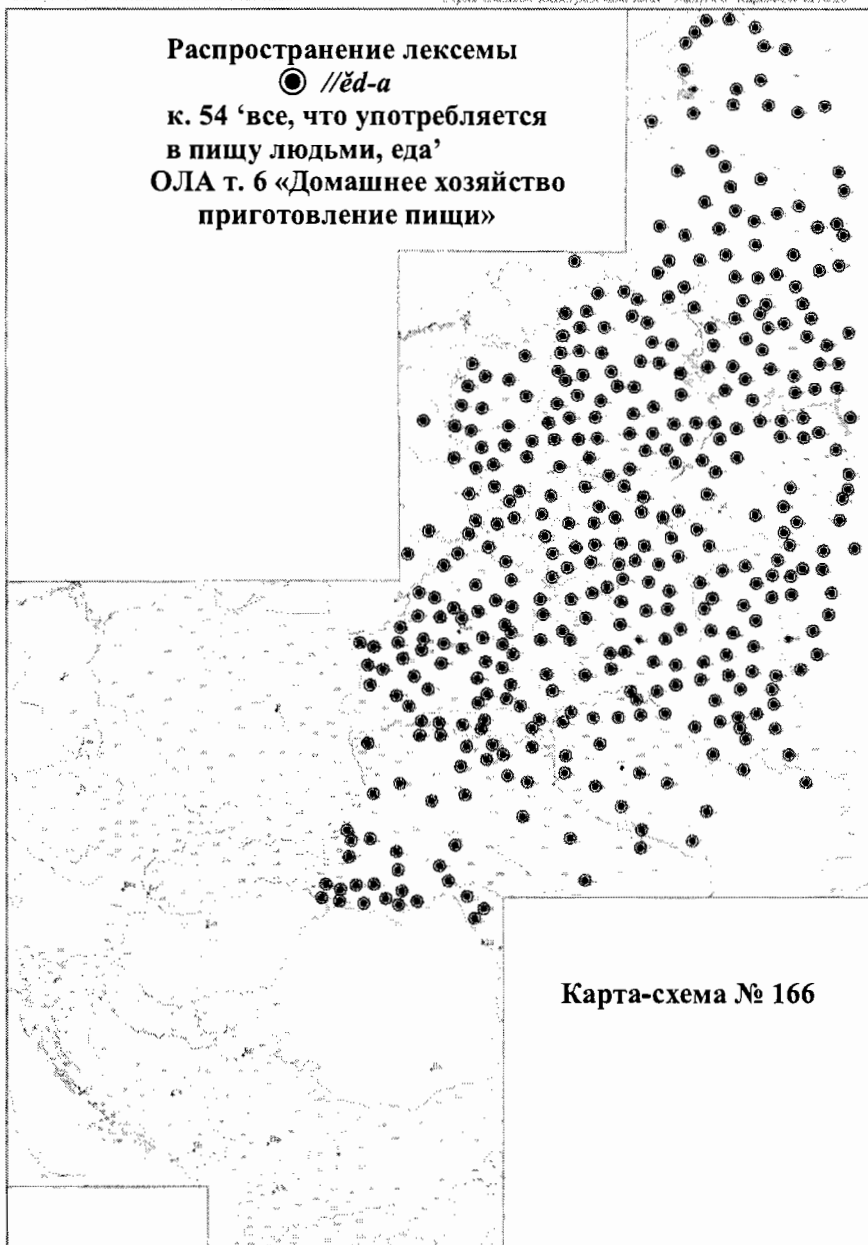 Распространение лексемы
//ěd-a
к. 54 ‘все, что употребляется
в пищу людьми, еда’
ОЛА т. 6 «Домашнее хозяйство
приготовление пищи»
Карта-схема № 166